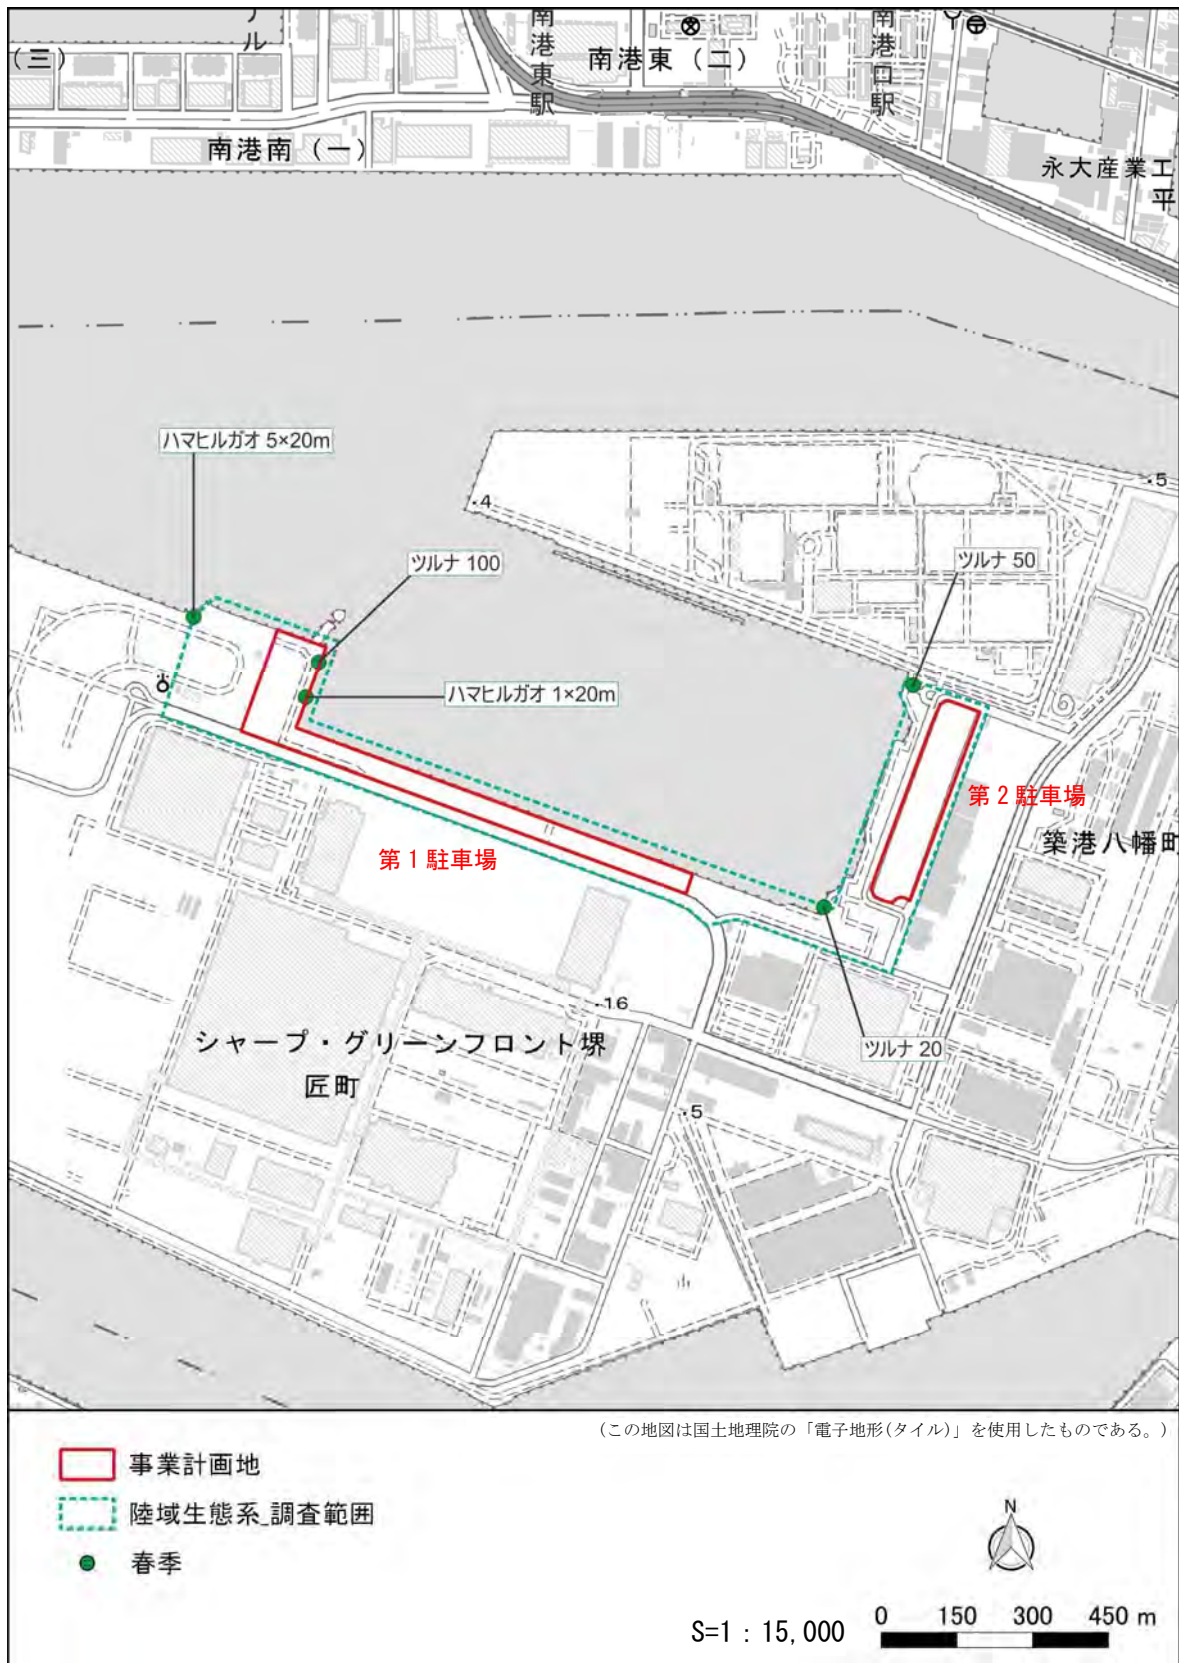 ナル
南港東駅
南港東（二）
南港口駅
（三）
南港南（一）
永大産業工
平
ハマヒルガオ 5×20m
ツルナ 100
ツルナ 50
ハマヒルガオ 1×20m
・4
・5
第２駐車場
築港八幡町
第１駐車場
・16
シャープ・グリーンフロント堺
匠町
ツルナ 20
・5
（この地図は国土地理院の「電子地形(タイル)」を使用したものである。）
事業計画地
陸域生態系_調査範囲
春季
N
S=1：15,000
0 150 300 450 m